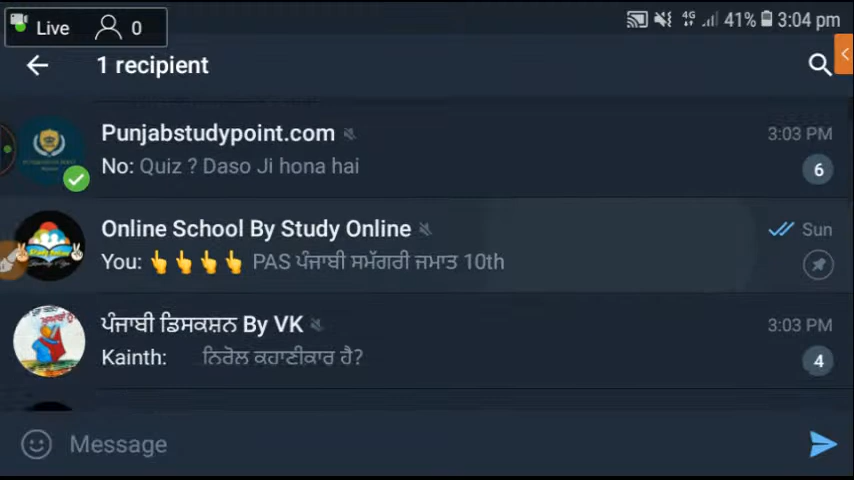 Live 0
4G 41% 3:04 pm
1 recipient
Punjabstudypoint.com 3:03 PM
No: Quiz ? Daso Ji hona hai 6
Online School By Study Online Sun
You: 👆👆👆👆 PAS ਪੰਜਾਬੀ ਸਮੱਗਰੀ ਜਮਾਤ 10th
ਪੰਜਾਬੀ ਡਿਸਕਸ਼ਨ By VK 3:03 PM
Kainth: ਨਿਰੋਲ ਕਹਾਣੀਕਾਰ ਹੈ? 4
Message